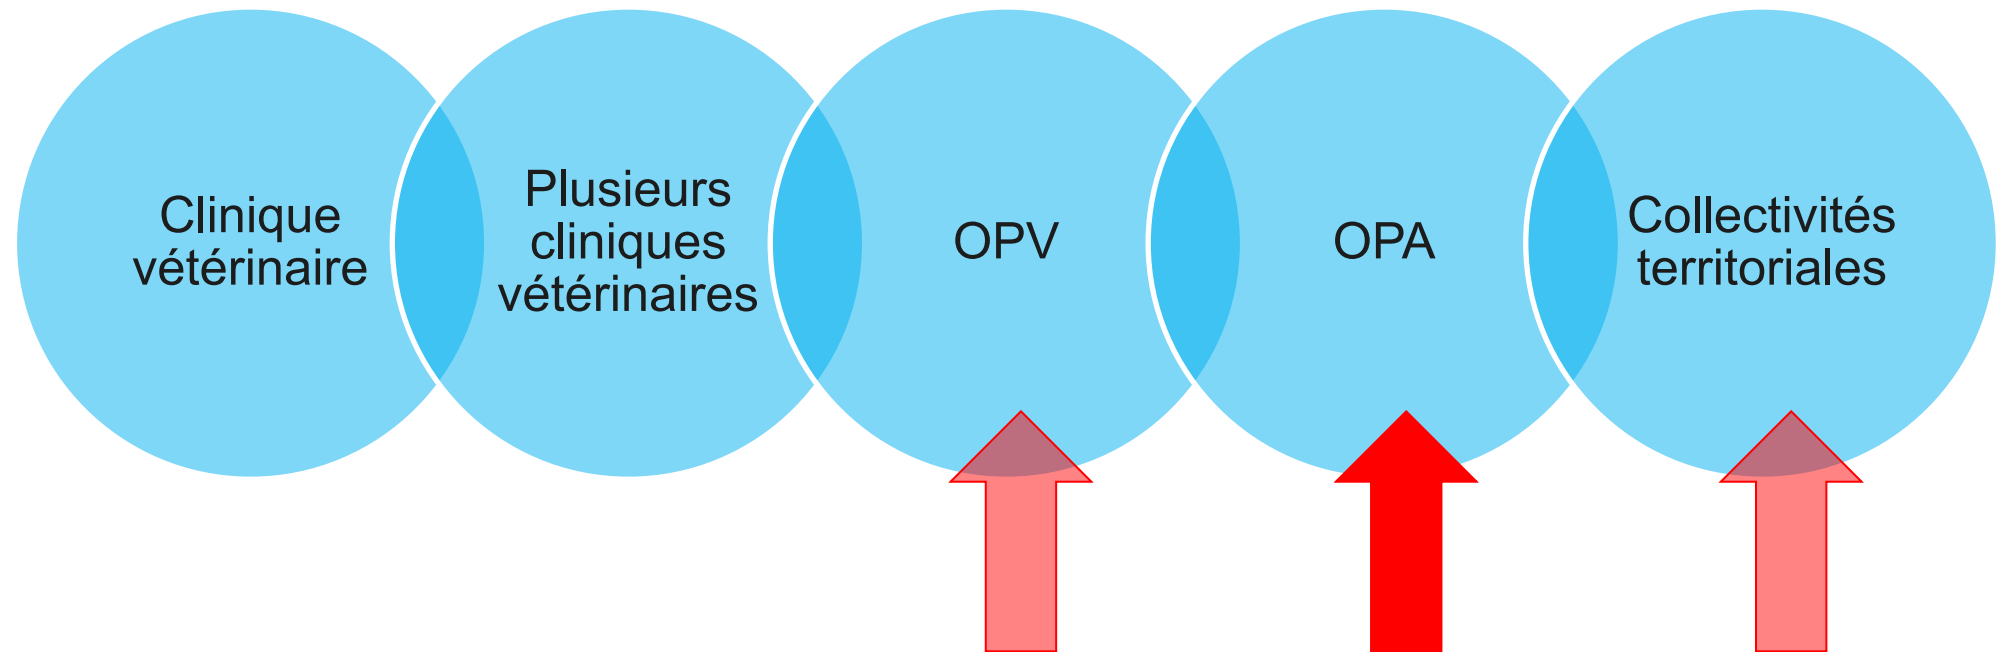 Clinique
vétérinaire
Plusieurs
cliniques
vétérinaires
OPV
OPA
Collectivités
territoriales